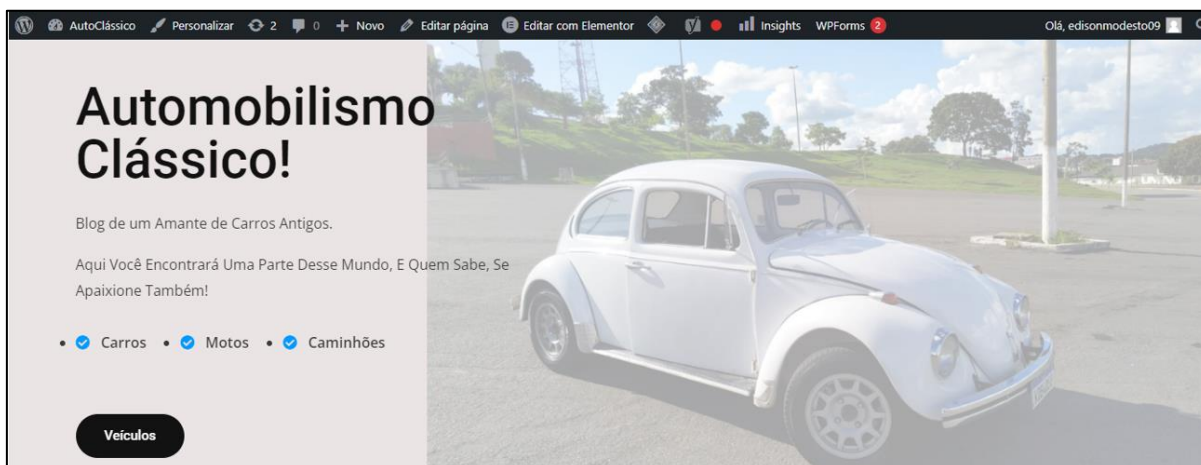 AutoClássico Personalizar 2 0 Novo Editar página Editar com Elementor Insights WPForms 2 Olá, edisonmodesto09
Automobilismo
Clássico!
Blog de um Amante de Carros Antigos.
Aqui Você Encontrará Uma Parte Desse Mundo, E Quem Sabe, Se
Apaixione Também!
• Carros • Motos • Caminhões
Veículos